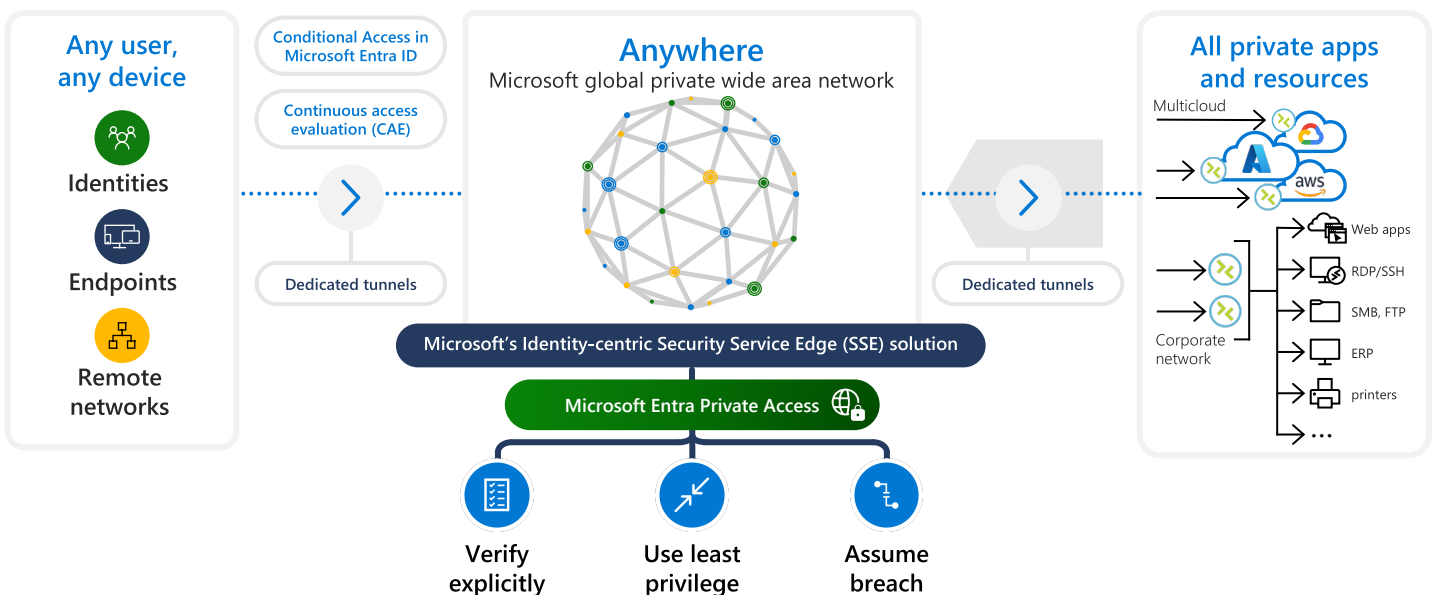 Any user,
any device
Identities
Endpoints
Remote
networks
Conditional Access in
Microsoft Entra ID
Continuous access
evaluation (CAE)
Dedicated tunnels
Anywhere
Microsoft global private wide area network
Microsoft’s Identity-centric Security Service Edge (SSE) solution
Microsoft Entra Private Access
Verify
explicitly
Use least
privilege
Assume
breach
Dedicated tunnels
All private apps
and resources
Multicloud
aws
Corporate
network
Web apps
RDP/SSH
SMB, FTP
ERP
printers
...